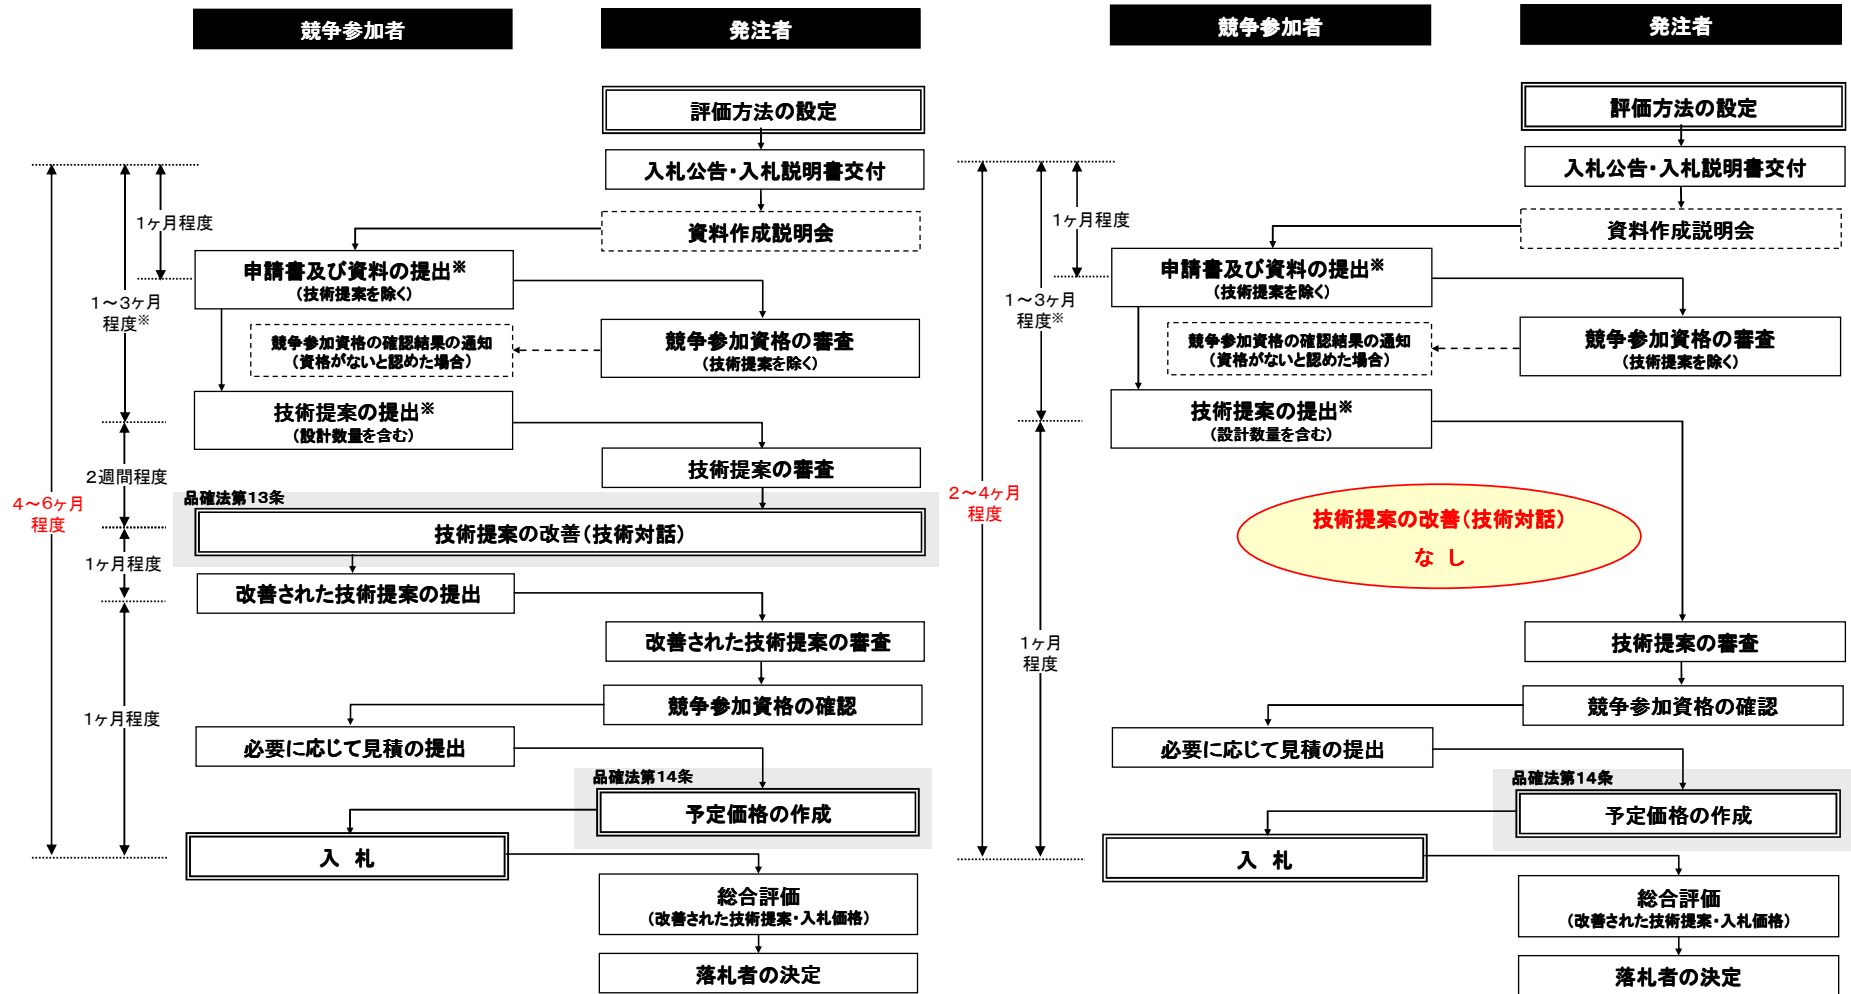 競争参加者
発注者
評価方法の設定
入札公告・入札説明書交付
資料作成説明会
申請書及び資料の提出※
(技術提案を除く)
競争参加資格の審査
(技術提案を除く)
競争参加資格の確認結果の通知
(資格がないと認めた場合)
技術提案の提出※
(設計数量を含む)
技術提案の審査
品確法第13条
技術提案の改善(技術対話)
改善された技術提案の提出
改善された技術提案の審査
競争参加資格の確認
必要に応じて見積の提出
品確法第14条
予定価格の作成
入 札
総合評価
(改善された技術提案・入札価格)
落札者の決定
1ヶ月程度
1～3ヶ月
程度※
2週間程度
4～6ヶ月
程度
1ヶ月程度
1ヶ月程度
競争参加者
発注者
評価方法の設定
入札公告・入札説明書交付
資料作成説明会
申請書及び資料の提出※
(技術提案を除く)
競争参加資格の審査
(技術提案を除く)
競争参加資格の確認結果の通知
(資格がないと認めた場合)
技術提案の提出※
(設計数量を含む)
技術提案の改善(技術対話)
な し
技術提案の審査
競争参加資格の確認
必要に応じて見積の提出
品確法第14条
予定価格の作成
入 札
総合評価
(改善された技術提案・入札価格)
落札者の決定
1ヶ月程度
1～3ヶ月
程度※
2～4ヶ月
程度
1ヶ月
程度